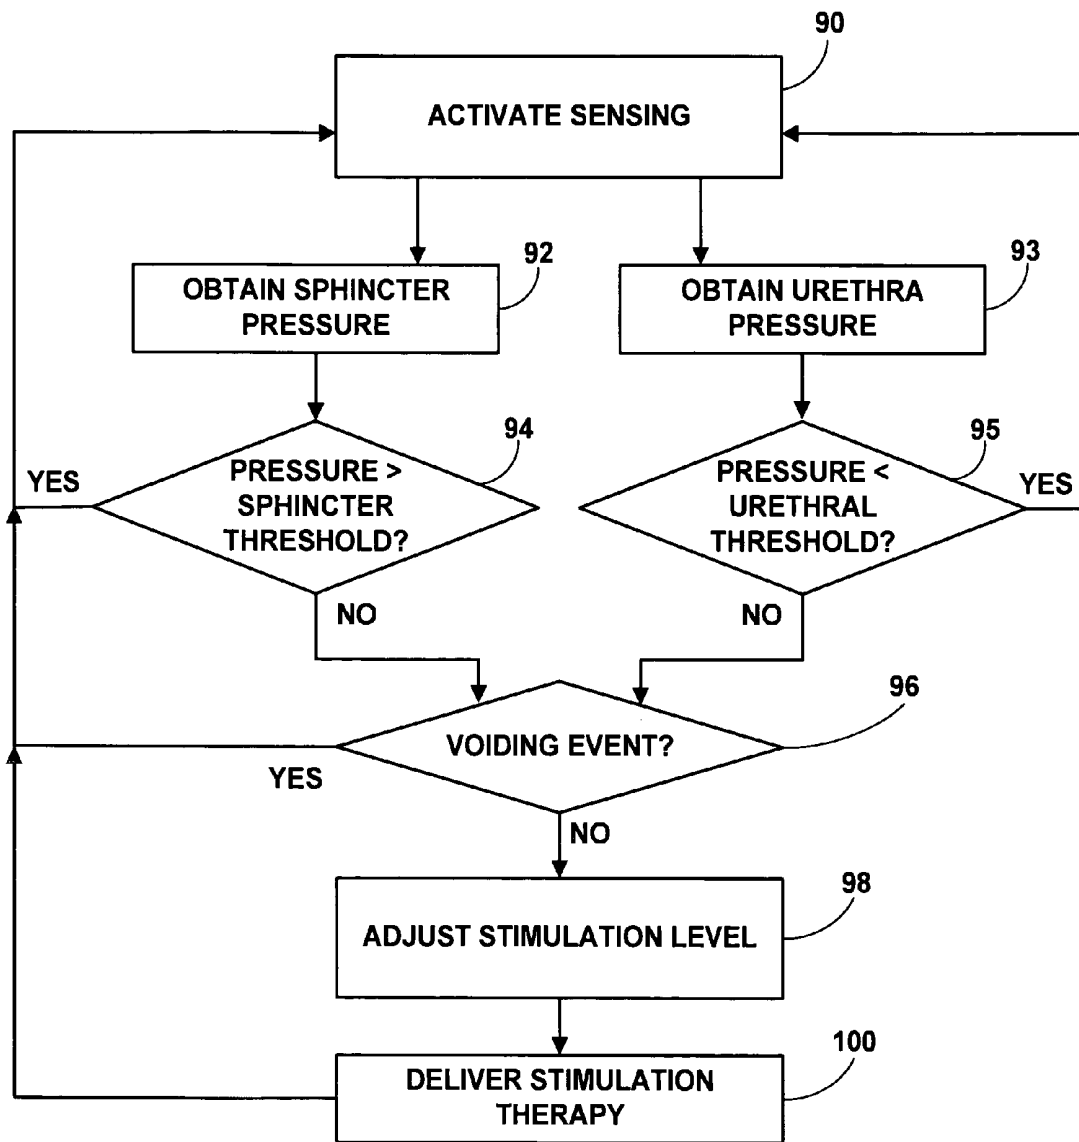 90
ACTIVATE SENSING
92
93
OBTAIN SPHINCTER
PRESSURE
OBTAIN URETHRA
PRESSURE
94
95
YES
PRESSURE >
SPHINCTER
THRESHOLD?
PRESSURE <
URETHRAL
THRESHOLD?
YES
NO
NO
96
VOIDING EVENT?
YES
NO
98
ADJUST STIMULATION LEVEL
100
DELIVER STIMULATION
THERAPY